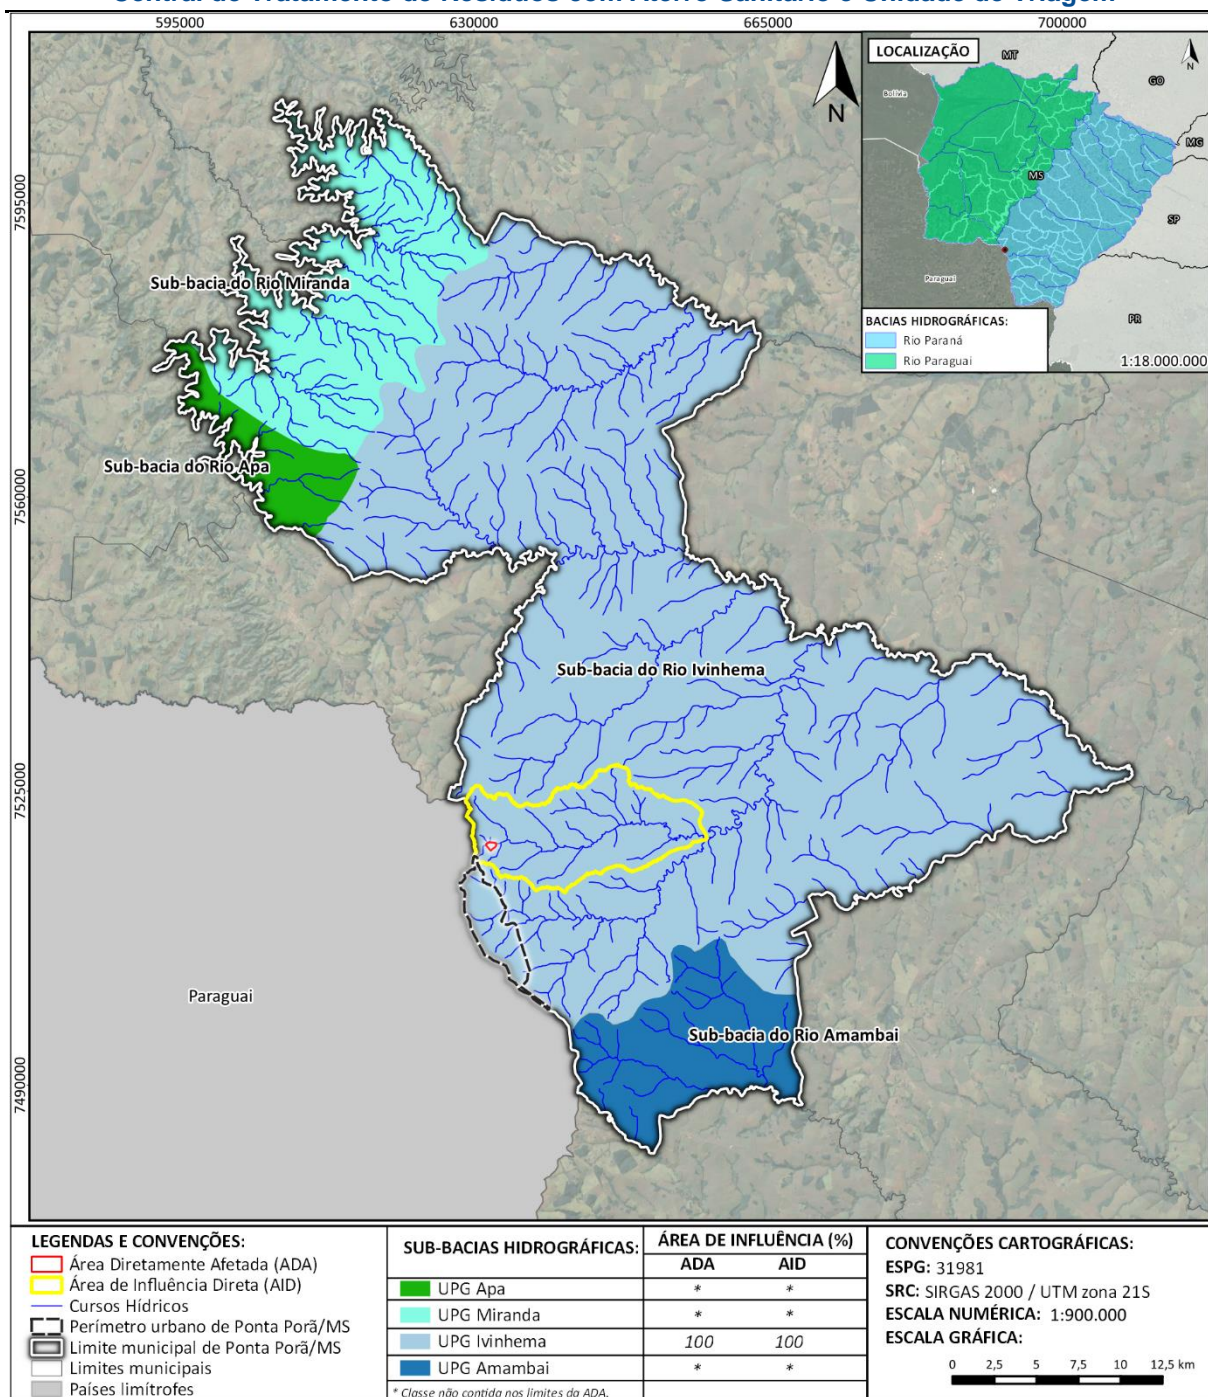 Central de Tratamento de Resíduos com Aterro Sanitário e Unidade de Triagem
595000
630000
665000
700000
7595000
7560000
7525000
7490000
N
LOCALIZAÇÃO
N
MT
Bolívia
GO
MG
MS
SP
Paraguai
PR
BACIAS HIDROGRÁFICAS:
Rio Paraná
Rio Paraguai
1:18.000.000
Sub-bacia do Rio Miranda
Sub-bacia do Rio Apa
Sub-bacia do Rio Ivinhema
Paraguai
Sub-bacia do Rio Amambai
LEGENDAS E CONVENÇÕES:
Área Diretamente Afetada (ADA)
Área de Influência Direta (AID)
Cursos Hídricos
Perímetro urbano de Ponta Porã/MS
Limite municipal de Ponta Porã/MS
Limites municipais
Países limítrofes
SUB-BACIAS HIDROGRÁFICAS: ÁREA DE INFLUÊNCIA (%)
ADA AID
UPG Apa * *
UPG Miranda * *
UPG Ivinhema 100 100
UPG Amambai * *
* Classe não contida nos limites da ADA.
CONVENÇÕES CARTOGRÁFICAS:
ESPG: 31981
SRC: SIRGAS 2000 / UTM zona 21S
ESCALA NUMÉRICA: 1:900.000
ESCALA GRÁFICA:
0 2,5 5 7,5 10 12,5 km